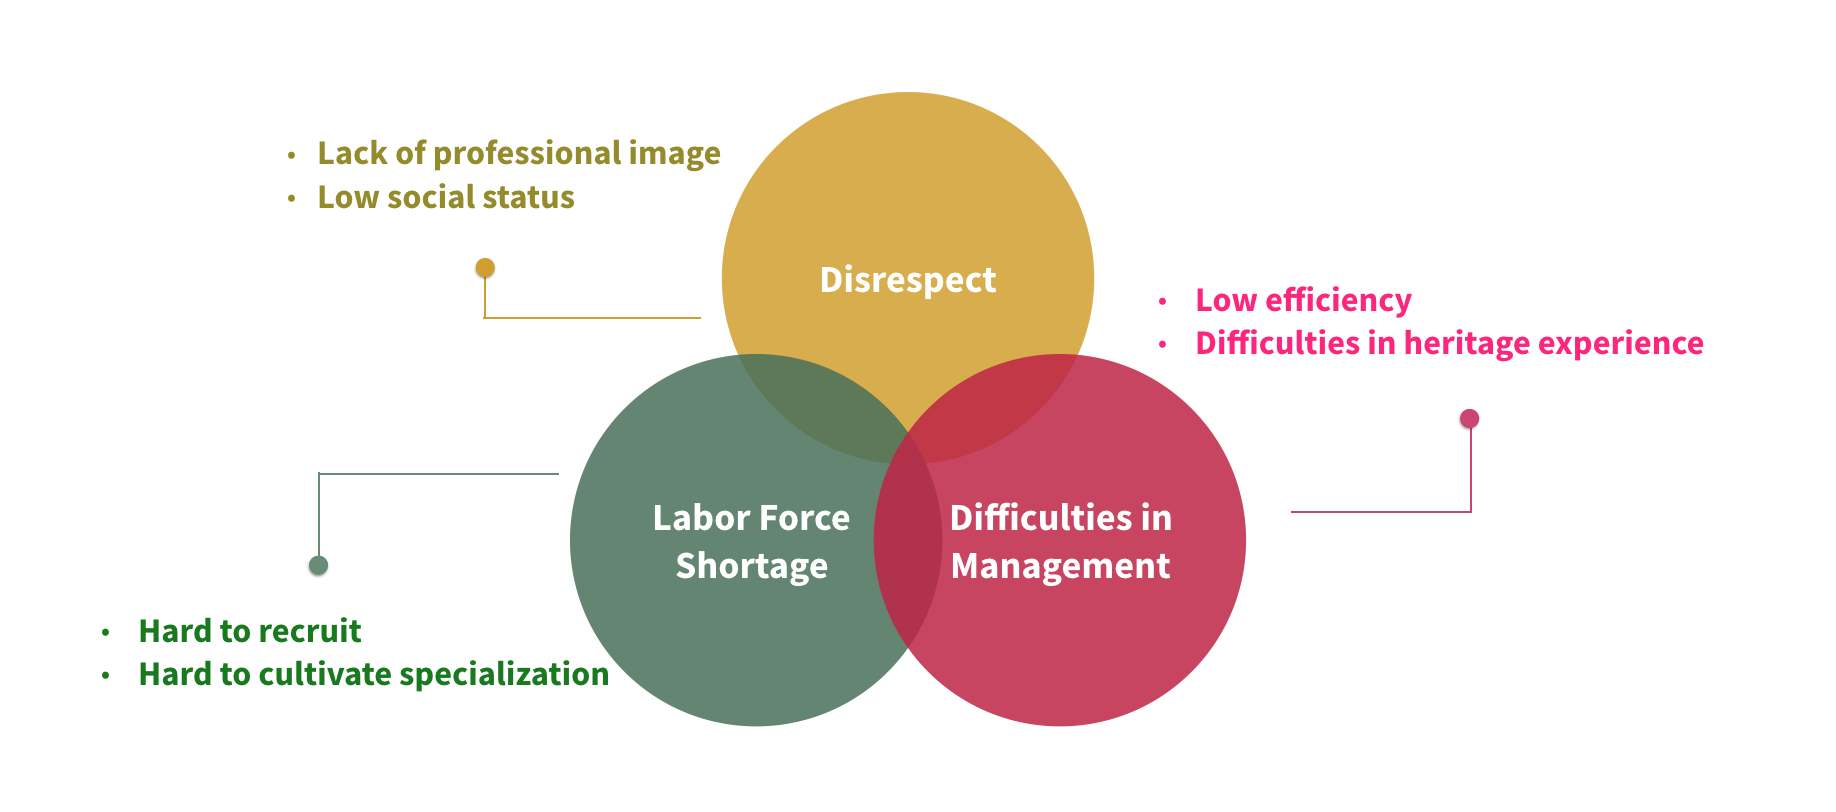 • Lack of professional image
• Low social status
Disrespect
• Low efficiency
• Difficulties in heritage experience
Labor Force
Shortage
Difficulties in
Management
• Hard to recruit
• Hard to cultivate specialization